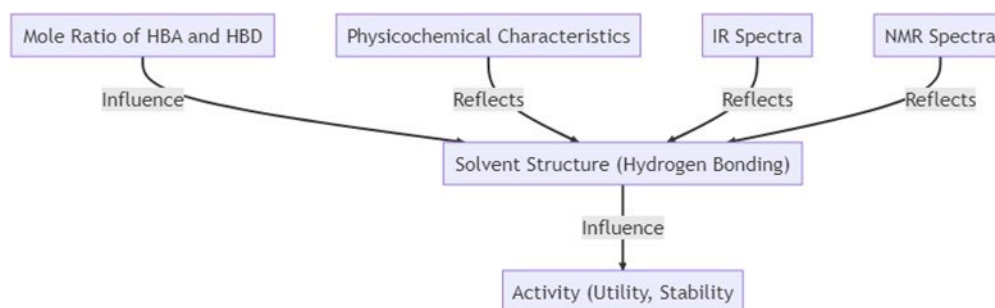 Mole Ratio of HBA and HBD
Physicochemical Characteristics
IR Spectra
NMR Spectra
Influence
Reflects
Reflects
Reflects
Solvent Structure (Hydrogen Bonding)
Influence
Activity (Utility, Stability